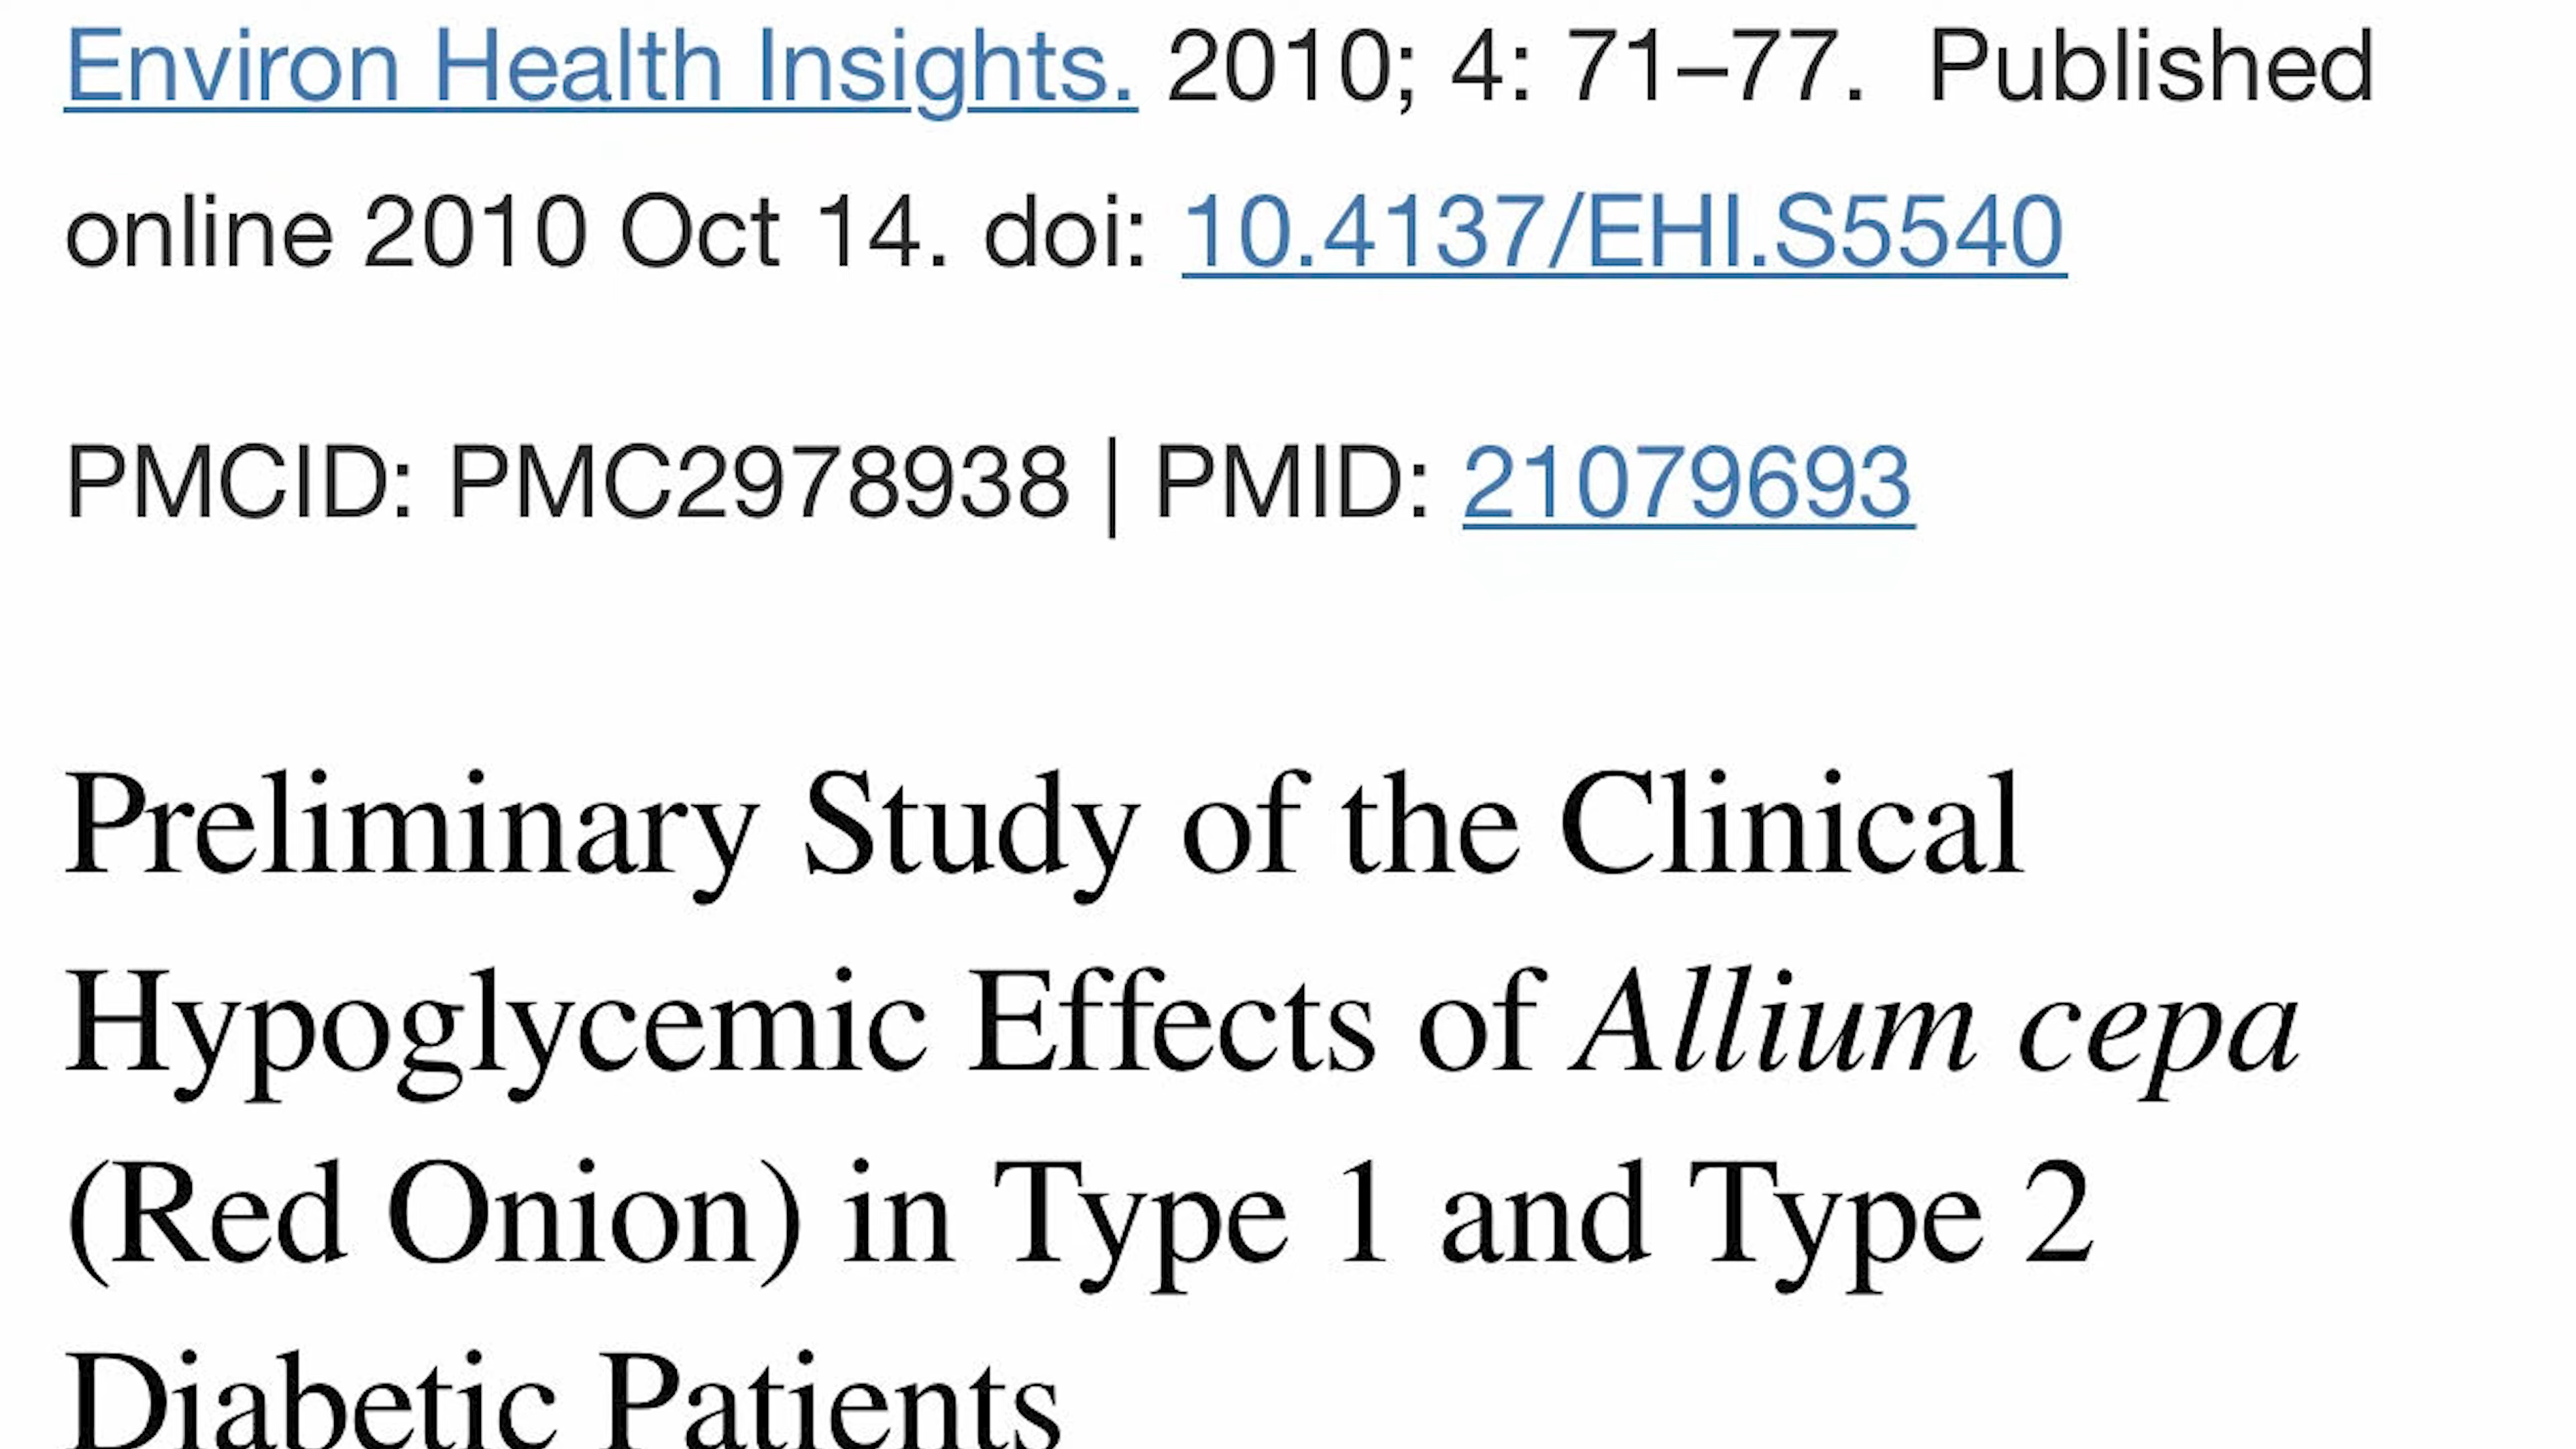 Environ Health Insights. 2010; 4: 71–77. Published
online 2010 Oct 14. doi: 10.4137/EHI.S5540
PMCID: PMC2978938 | PMID: 21079693
Preliminary Study of the Clinical
Hypoglycemic Effects of Allium cepa
(Red Onion) in Type 1 and Type 2
Diabetic Patients